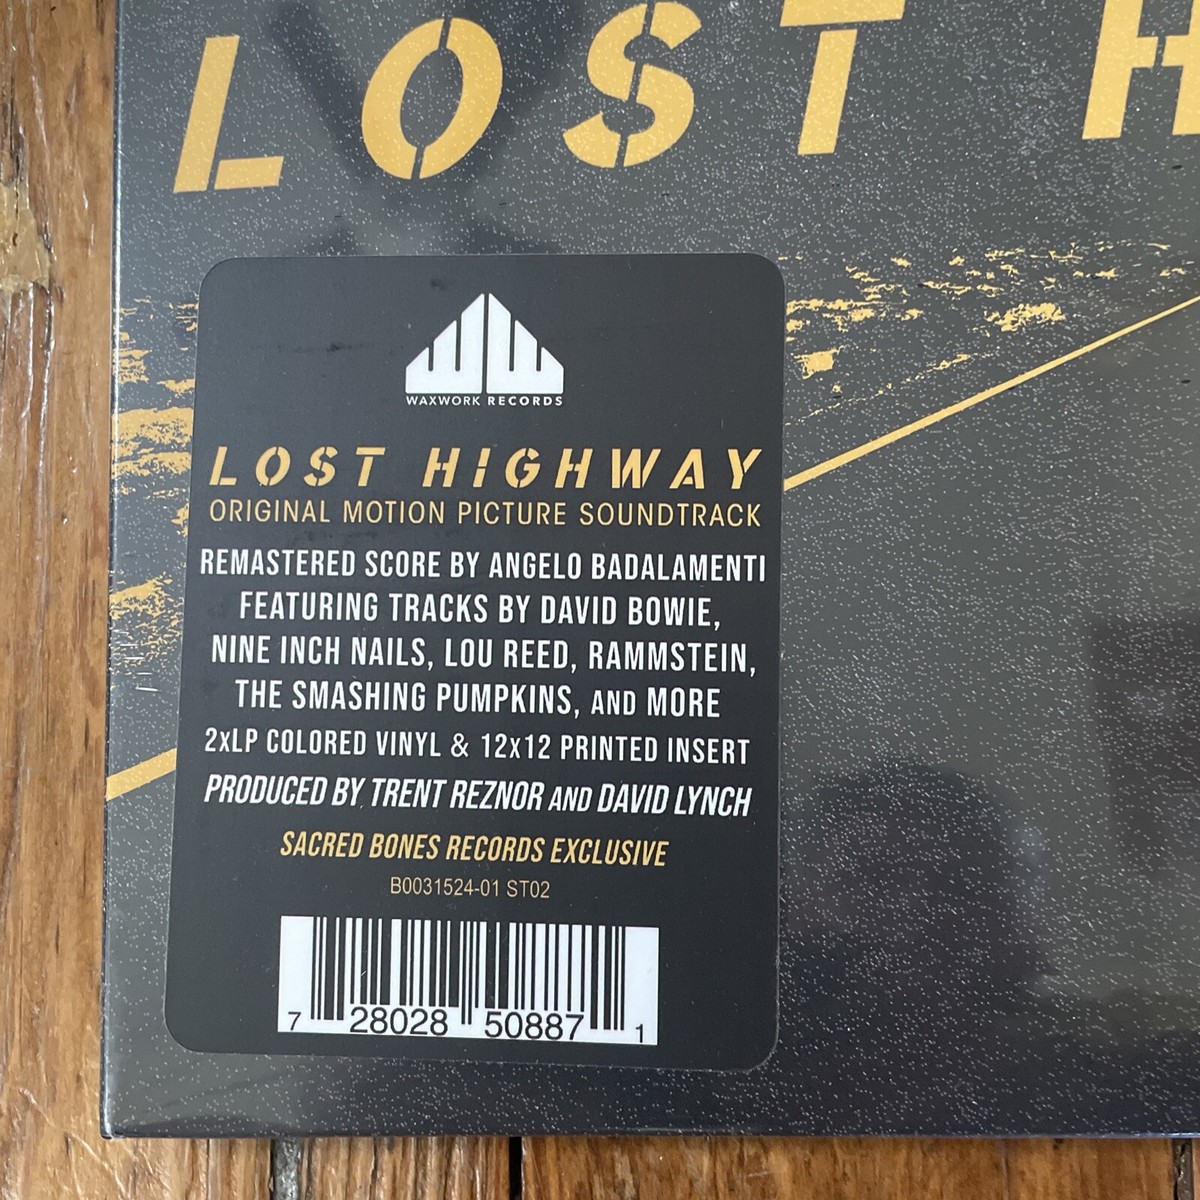 LOST H
WAXWORK RECORDS
LOST HIGHWAY
ORIGINAL MOTION PICTURE SOUNDTRACK
REMASTERED SCORE BY ANGELO BADALAMENTI
FEATURING TRACKS BY DAVID BOWIE,
NINE INCH NAILS, LOU REED, RAMMSTEIN,
THE SMASHING PUMPKINS, AND MORE
2xLP COLORED VINYL & 12x12 PRINTED INSERT
PRODUCED BY TRENT REZNOR AND DAVID LYNCH
SACRED BONES RECORDS EXCLUSIVE
B0031524-01 ST02
7 28028 50887 1